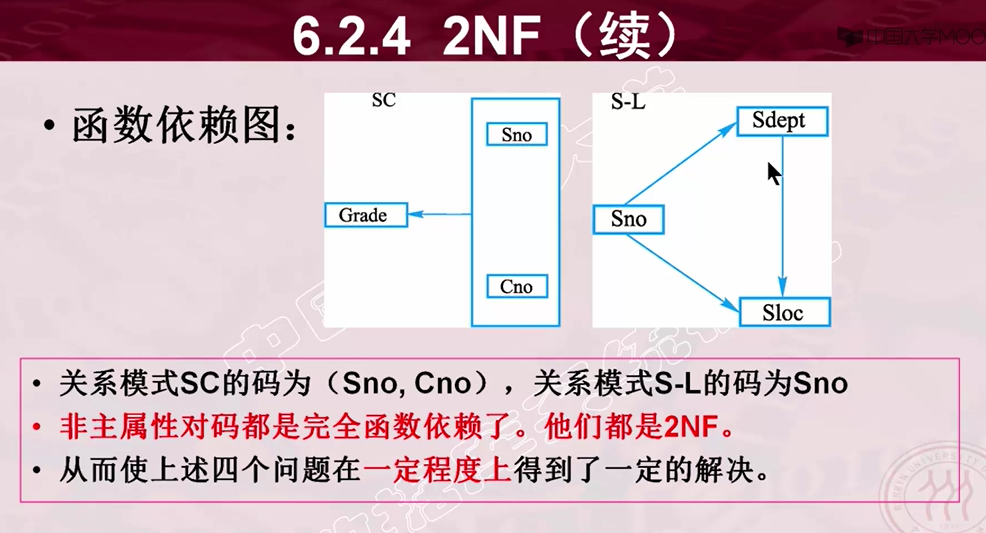 6.2.4 2NF（续）
中国大学MOOC
• 函数依赖图：
SC
Sno
Grade
Cno
S-L
Sdept
Sno
Sloc
• 关系模式SC的码为（Sno, Cno），关系模式S-L的码为Sno
• 非主属性对码都是完全函数依赖了。他们都是2NF。
• 从而使上述四个问题在一定程度上得到了一定的解决。